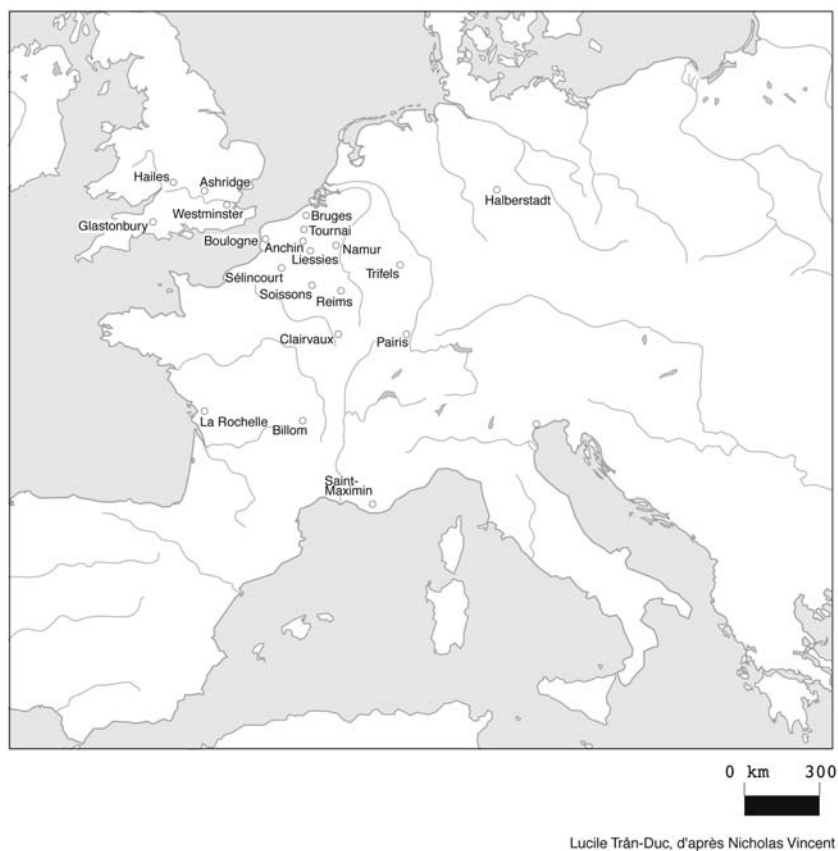 Hailes
Ashridge
Westminster
Glastonbury
Halberstadt
Bruges
Tournai
Boulogne
Anchin
Namur
Liessies
Sélincourt
Trifels
Soissons
Reims
Clairvaux
Pairis
La Rochelle
Billom
Saint-
Maximin
0 km 300
Lucile Trân-Duc, d'après Nicholas Vincent